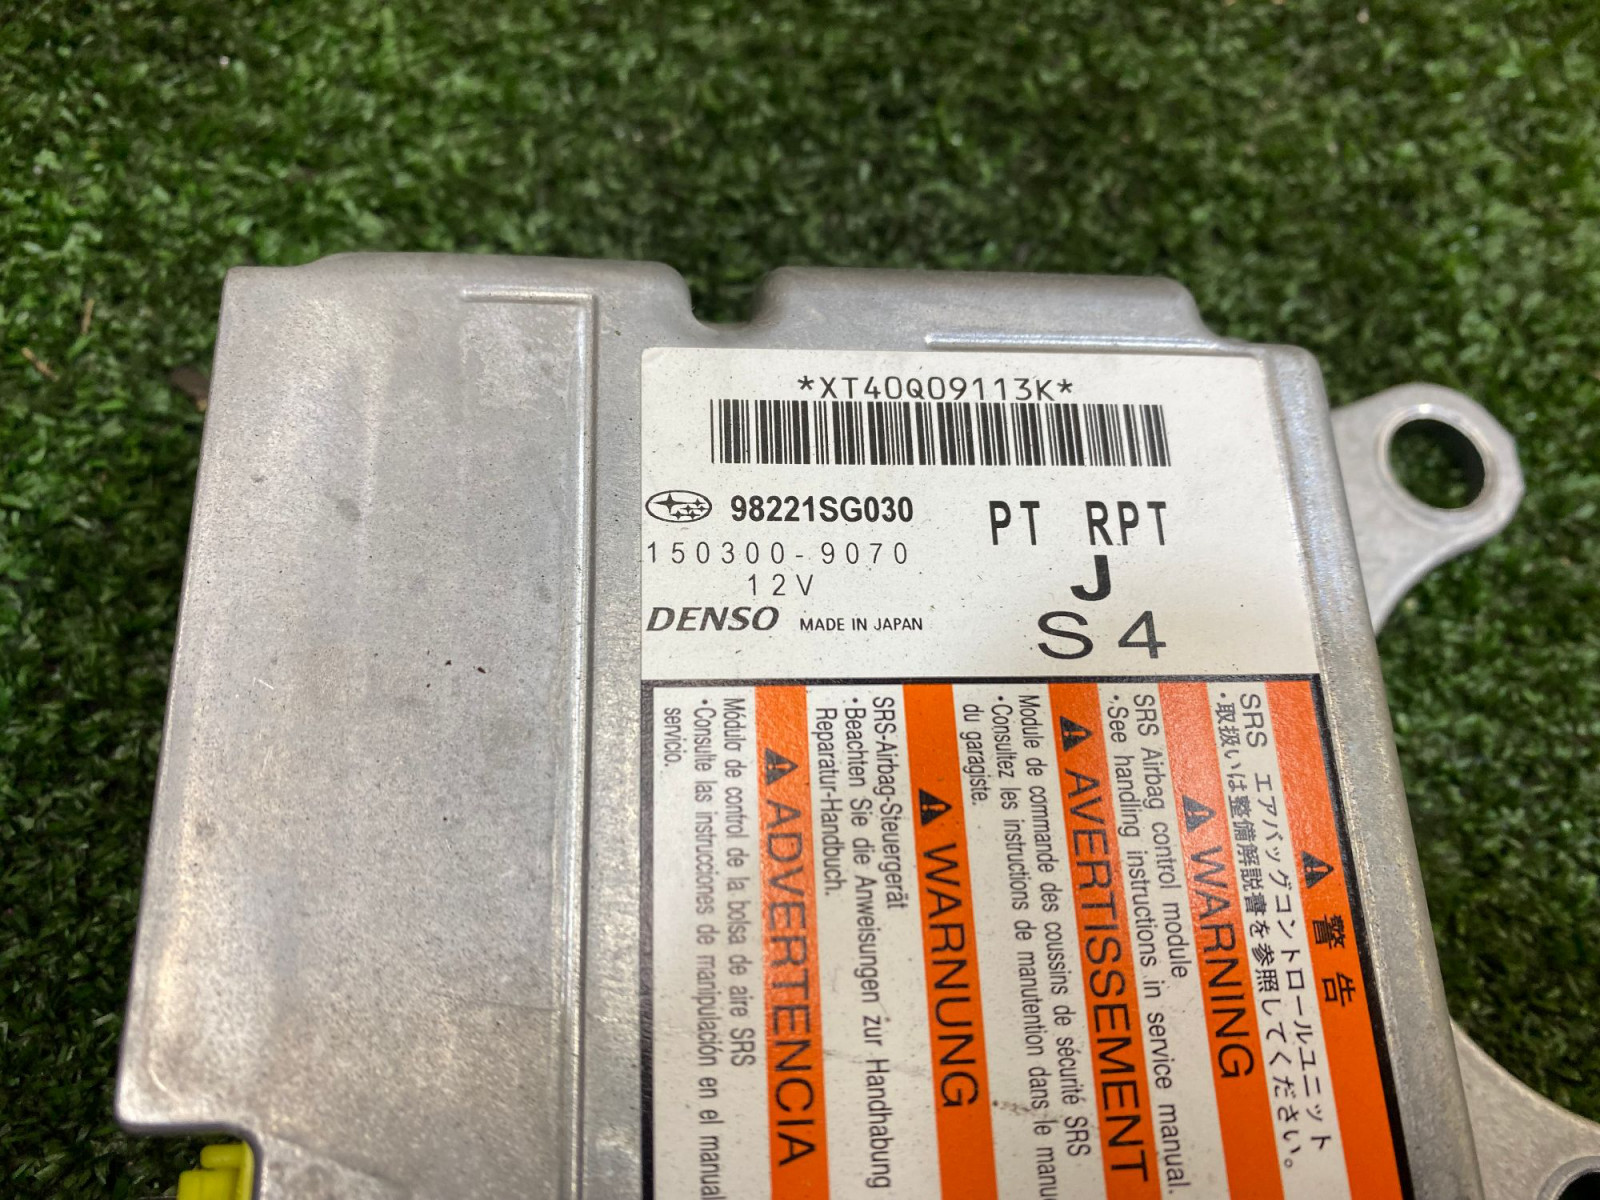 *XT40Q09113K*
98221SG030
PT RPT
150300-9070
J
12V
DENSO MADE IN JAPAN
S4
警告
SRS エアバッグコントロールユニット
・取扱いは整備解説書を参照してください。
WARNING
SRS Airbag control module
・See handling instructions in service manual.
AVERTISSEMENT
Module de commande des coussins de sécurité SRS
・Consultez les instructions de manutention dans le manuel
du garagiste.
WARNUNG
SRS-Airbag-Steuergerät
・Beachten Sie die Anweisungen zur Handhabung
Reparatur-Handbuch.
ADVERTENCIA
Módulo de control de la bolsa de aire SRS
・Consulte las instrucciones de manipulación en el manual
servicio.